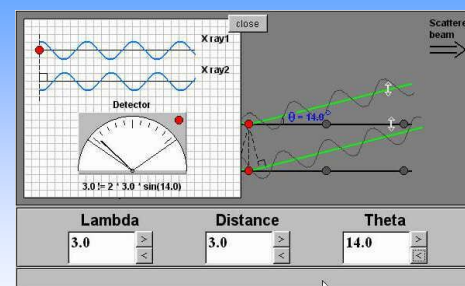 close
Scattere
beam
X ray1
X ray2
Detector
θ = 14.0°
3.0 != 2 * 3.0 * sin(14.0)
Lambda
Distance
Theta
3.0
>
<
3.0
>
<
14.0
>
<